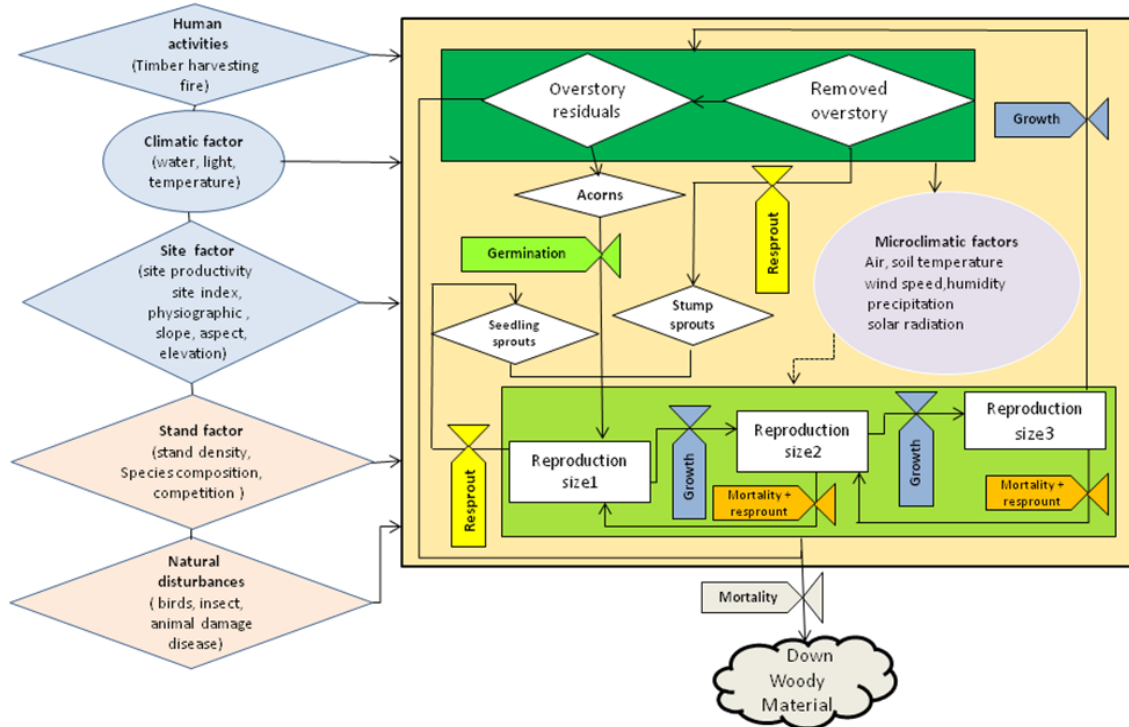 Human
activities
(Timber harvesting
fire)
Climatic factor
(water, light,
temperature)
Site factor
(site productivity
site index,
physiographic ,
slope, aspect,
elevation)
Stand factor
(stand density,
Species composition,
competition )
Natural
disturbances
( birds, insect,
animal damage
disease)
Overstory
residuals
Removed
overstory
Growth
Acorns
Resprout
Germination
Microclimatic factors
Air, soil temperature
wind speed,humidity
precipitation
solar radiation
Seedling
sprouts
Stump
sprouts
Resprout
Reproduction
size1
Growth
Reproduction
size2
Mortality +
resprount
Growth
Reproduction
size3
Mortality +
resprount
Mortality
Down
Woody
Material